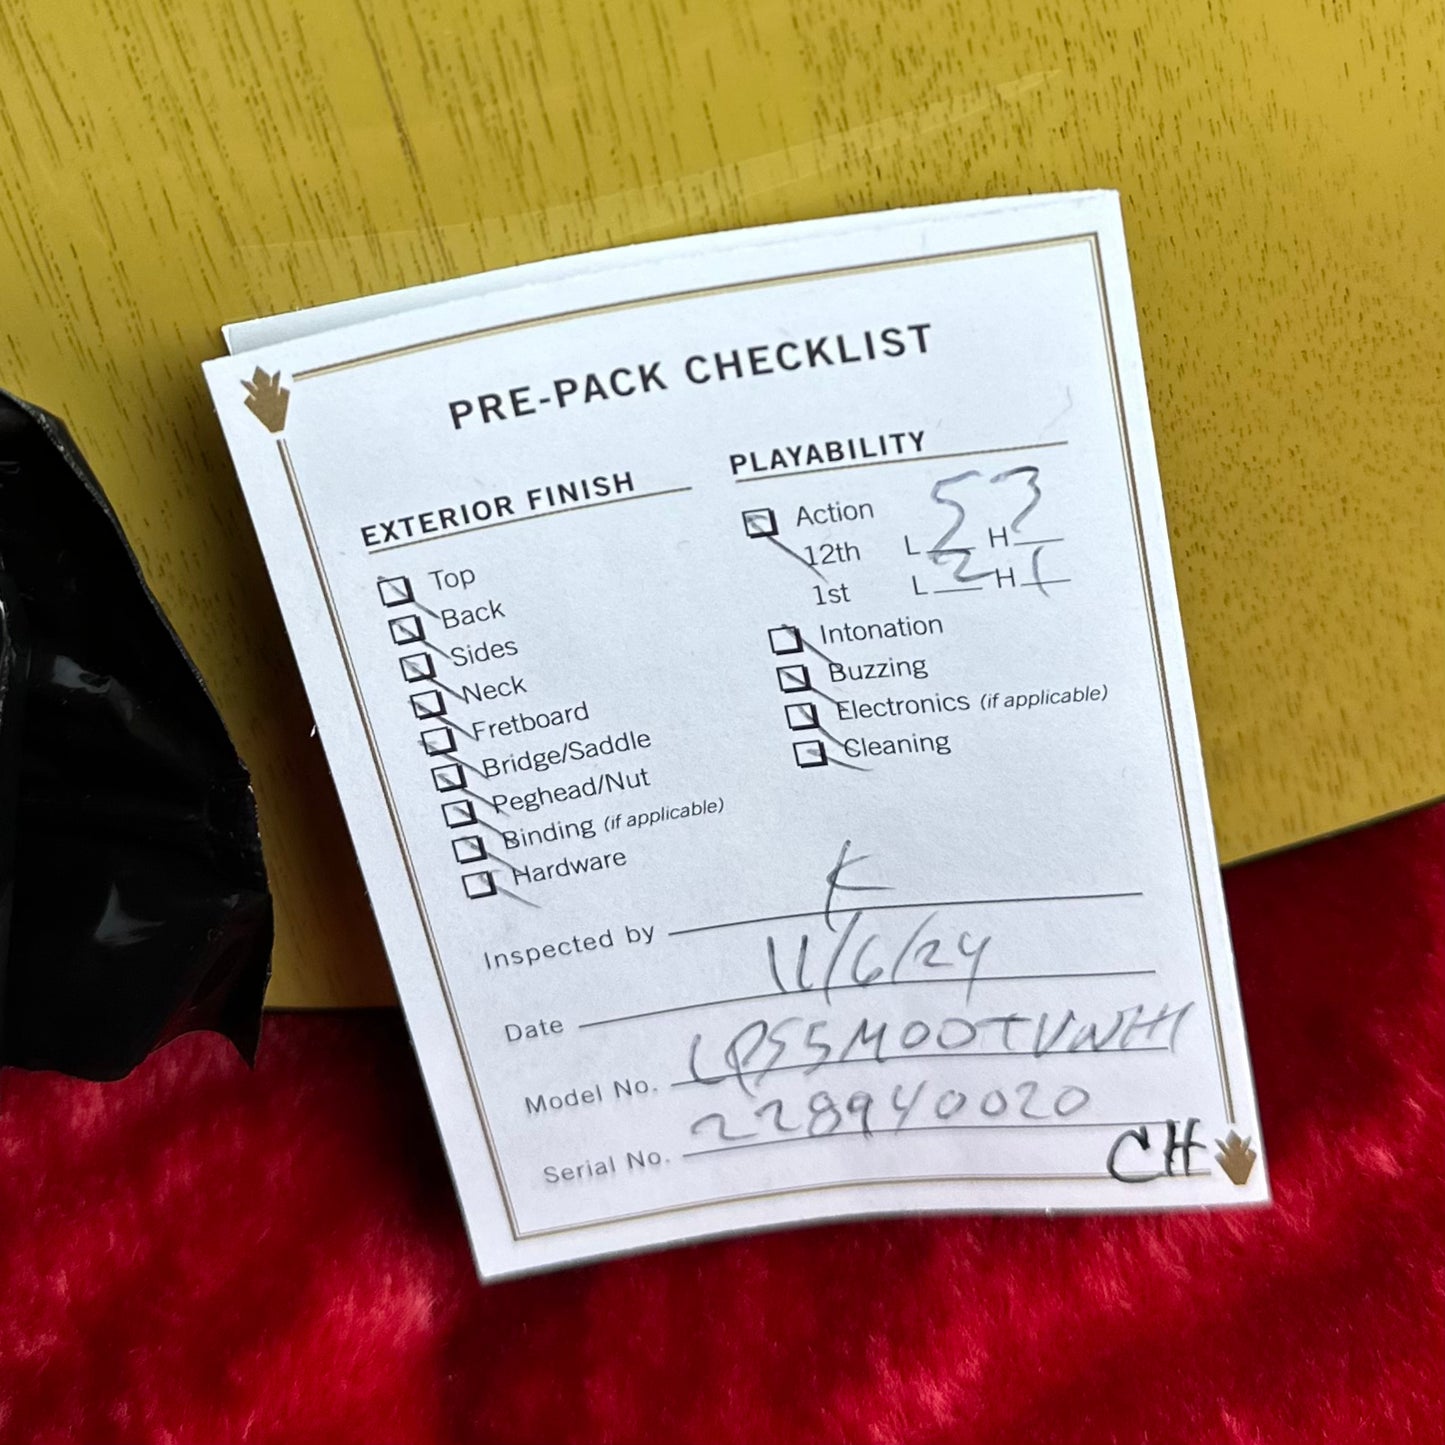 PRE-PACK CHECKLIST
EXTERIOR FINISH
Top
Back
Sides
Neck
Fretboard
Bridge/Saddle
Peghead/Nut
Binding (if applicable)
Hardware
PLAYABILITY
Action
12th L 5 H 3
1st L 2 H 1
Intonation
Buzzing
Electronics (if applicable)
Cleaning
Inspected by K
Date 11/6/24
Model No. LPS5M00TVWH1
Serial No. 228940020
CH